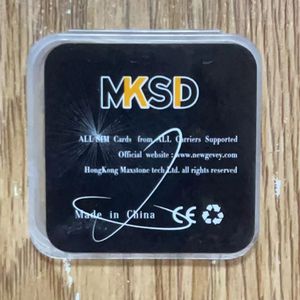 MKSD
ALL SIM Cards from ALL Carriers Supported
Official website : www.newgevey.com
HongKong Maxstone tech Ltd. all rights reserved
Made in China CE